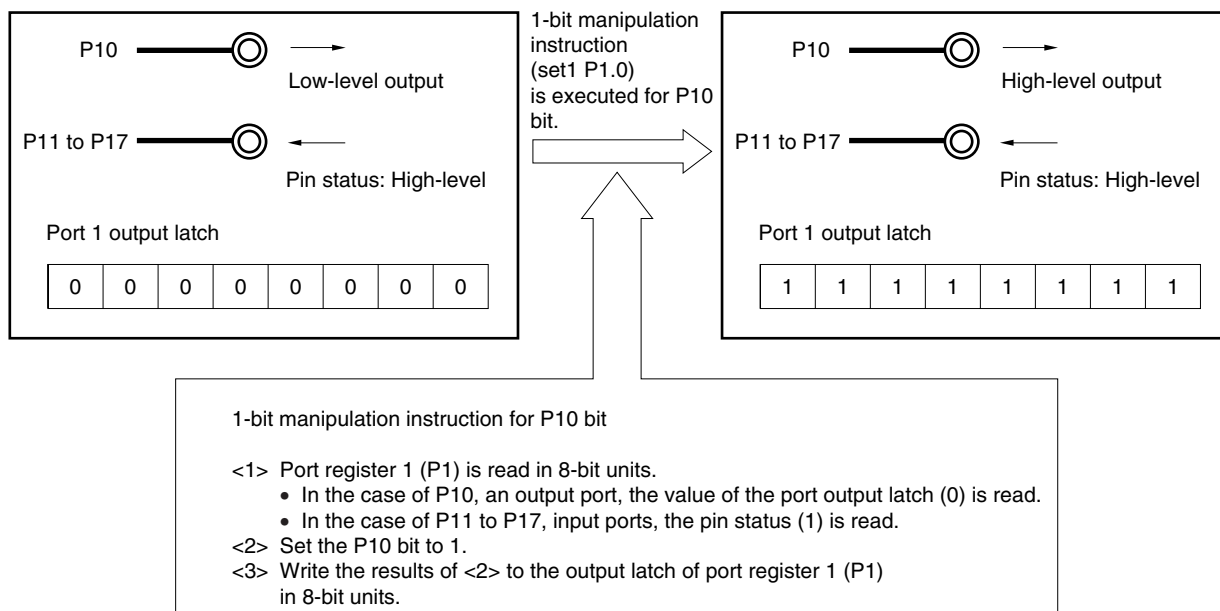 P10
Low-level output
P11 to P17
Pin status: High-level
Port 1 output latch
0 0 0 0 0 0 0 0
1-bit manipulation
instruction
(set1 P1.0)
is executed for P10
bit.
P10
High-level output
P11 to P17
Pin status: High-level
Port 1 output latch
1 1 1 1 1 1 1 1
1-bit manipulation instruction for P10 bit
<1> Port register 1 (P1) is read in 8-bit units.
• In the case of P10, an output port, the value of the port output latch (0) is read.
• In the case of P11 to P17, input ports, the pin status (1) is read.
<2> Set the P10 bit to 1.
<3> Write the results of <2> to the output latch of port register 1 (P1)
in 8-bit units.